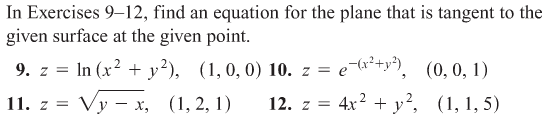 In Exercises 9–12, find an equation for the plane that is tangent to the
given surface at the given point.
9. z = ln (x² + y²), (1, 0, 0) 10. z = e^{-(x²+y²)}, (0, 0, 1)
11. z = √(y − x), (1, 2, 1) 12. z = 4x² + y², (1, 1, 5)